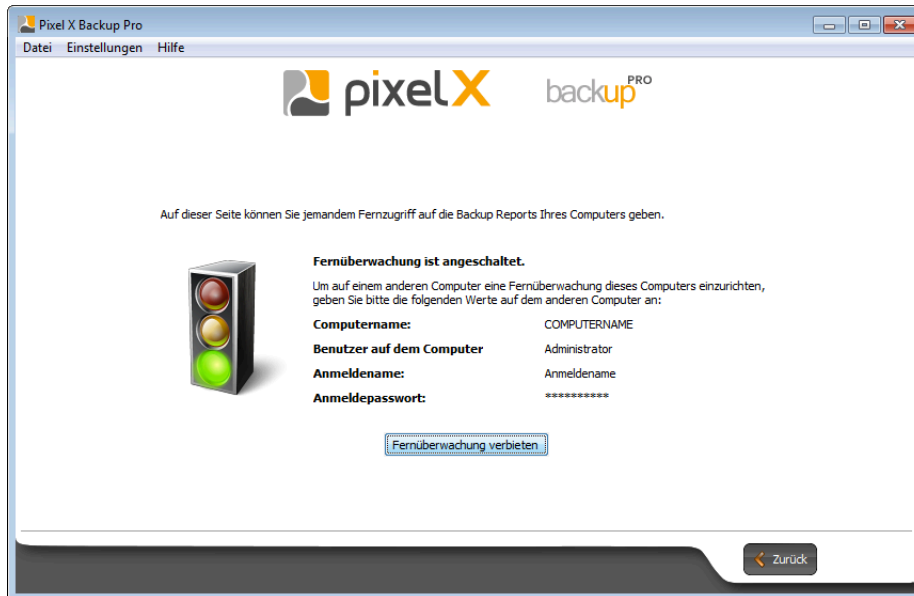 Pixel X Backup Pro
Datei Einstellungen Hilfe
pixelX backup PRO
Auf dieser Seite können Sie jemandem Fernzugriff auf die Backup Reports Ihres Computers geben.
Fernüberwachung ist angeschaltet.
Um auf einem anderen Computer eine Fernüberwachung dieses Computers einzurichten,
geben Sie bitte die folgenden Werte auf dem anderen Computer an:
Computername: COMPUTERNAME
Benutzer auf dem Computer Administrator
Anmeldename: Anmeldename
Anmeldepasswort: **********
Fernüberwachung verbieten
Zurück